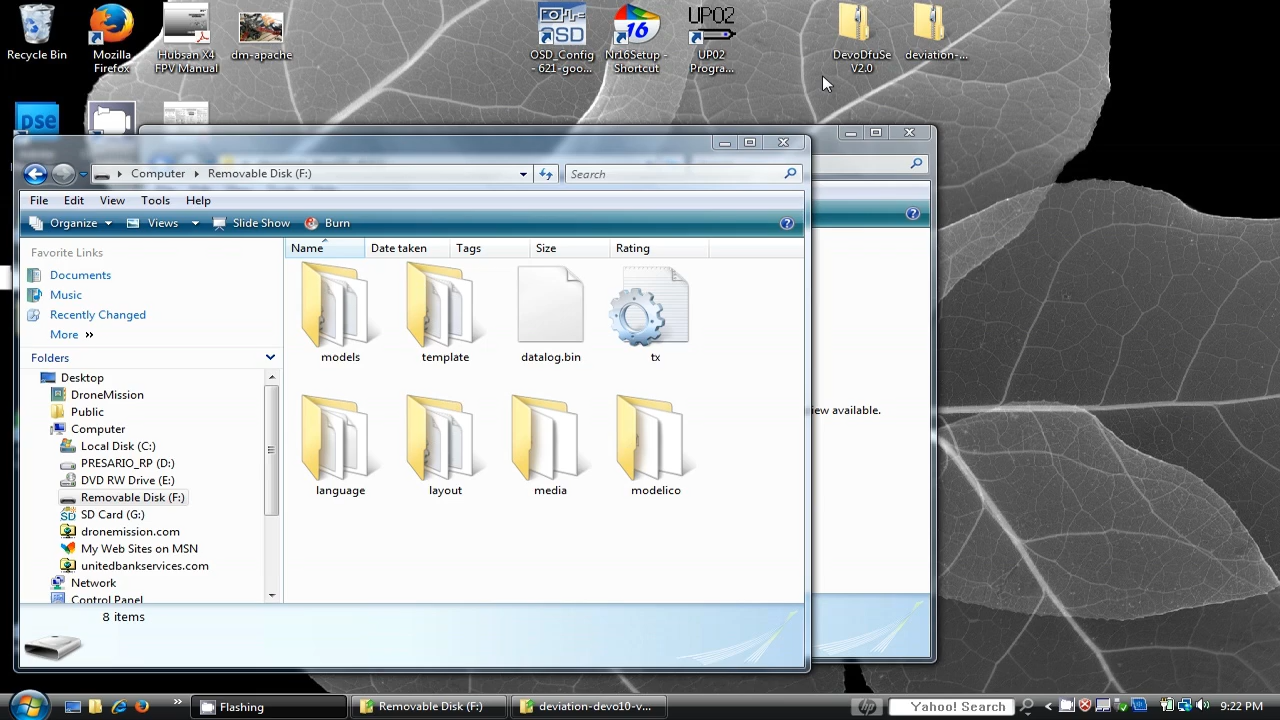 Recycle Bin
Mozilla
Firefox
Hubsan X4
FPV Manual
dm-apache
OSD
OSD_Config
- 621-goo...
16
Nr16Setup -
Shortcut
UP02
UP02
Progra...
DevoDfuSe
V2.0
deviation-...
pse
Computer
Removable Disk (F:)
Search
File
Edit
View
Tools
Help
Organize
Views
Slide Show
Burn
Favorite Links
Documents
Music
Recently Changed
More »
Folders
Desktop
DroneMission
Public
Computer
Local Disk (C:)
PRESARIO_RP (D:)
DVD RW Drive (E:)
Removable Disk (F:)
SD Card (G:)
dronemission.com
My Web Sites on MSN
unitedbankservices.com
Network
Control Panel
Name
Date taken
Tags
Size
Rating
models
template
datalog.bin
tx
language
layout
media
modelico
8 items
iew available.
Flashing
Removable Disk (F:)
deviation-devo10-v...
hp
Yahoo! Search
9:22 PM